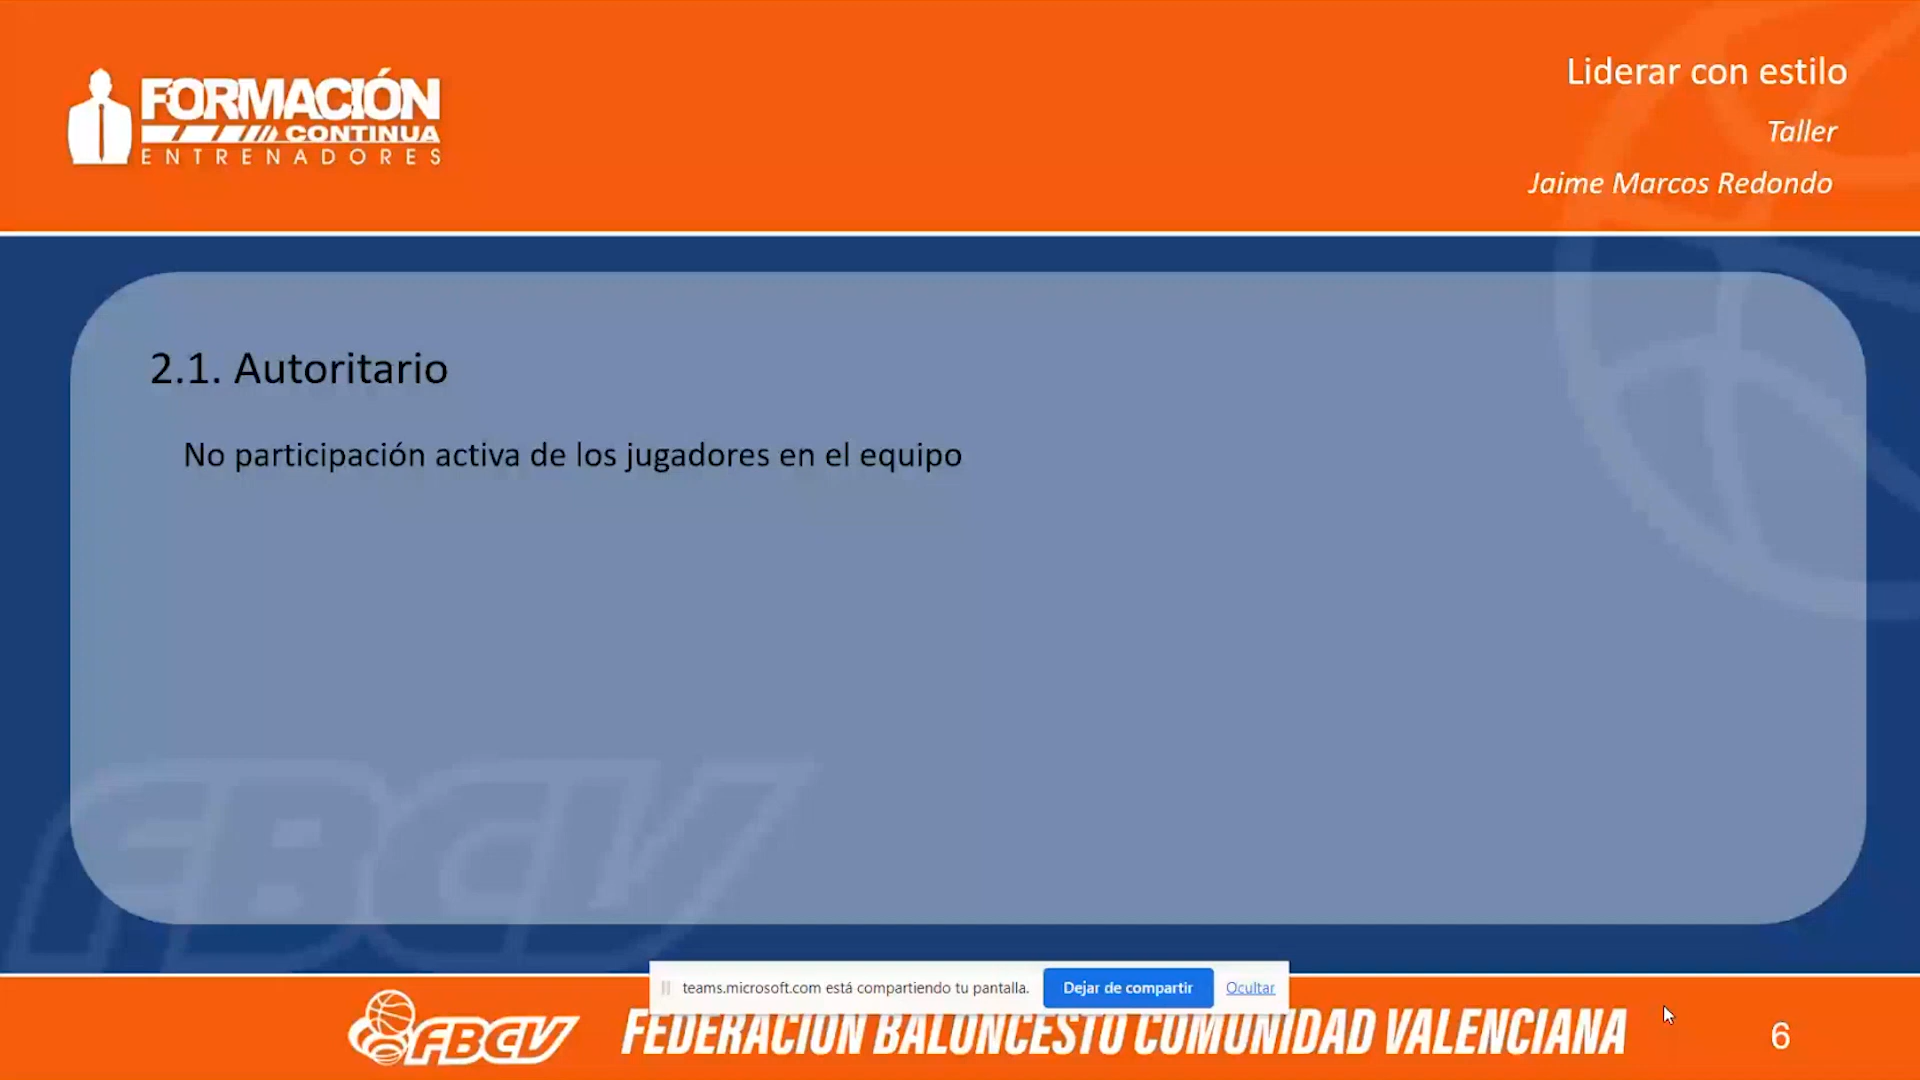 FORMACIÓN
CONTINUA
ENTRENADORES
Liderar con estilo
Taller
Jaime Marcos Redondo
2.1. Autoritario
No participación activa de los jugadores en el equipo
FBCV
teams.microsoft.com está compartiendo tu pantalla.
Dejar de compartir
Ocultar
FBCV
FEDERACIÓN BALONCESTO COMUNIDAD VALENCIANA
6